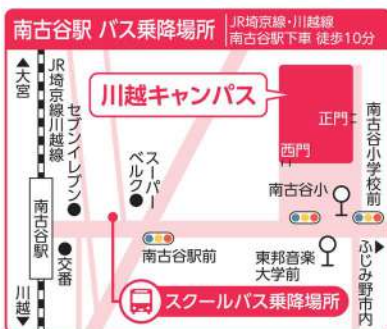 南古谷駅 バス乗降場所
JR埼京線・川越線
南古谷駅下車 徒歩10分
▲大宮
JR埼京線川越線
セブンイレブン
スーパーベルク
川越キャンパス
正門
西門
南古谷小学校前
南古谷小
南古谷駅
交番
南古谷駅前
東邦音楽
大学前
ふじみ野市内▶
川越▼
スクールバス乗降場所